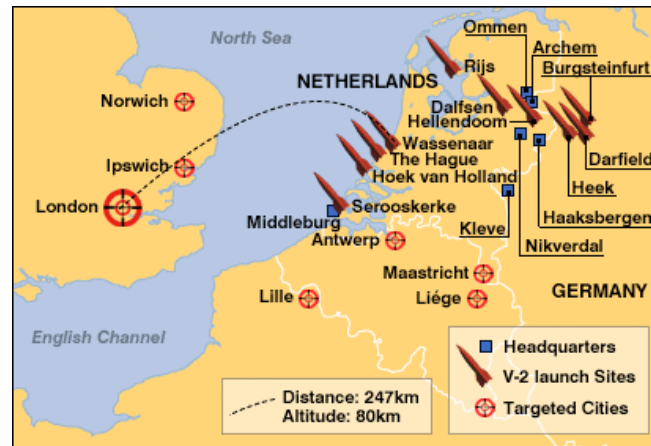 North Sea
Ommen
Archem
Burgsteinfurt
Rijs
NETHERLANDS
Norwich
Dalfsen
Hellendoom
Wassenaar
The Hague
Hoek van Holland
Ipswich
Darfield
Heek
London
Serooskerke
Middleburg
Kleve
Haaksbergen
Antwerp
Nikverdal
Maastricht
Lille
Liége
GERMANY
English Channel
Headquarters
V-2 launch Sites
Targeted Cities
Distance: 247km
Altitude: 80km